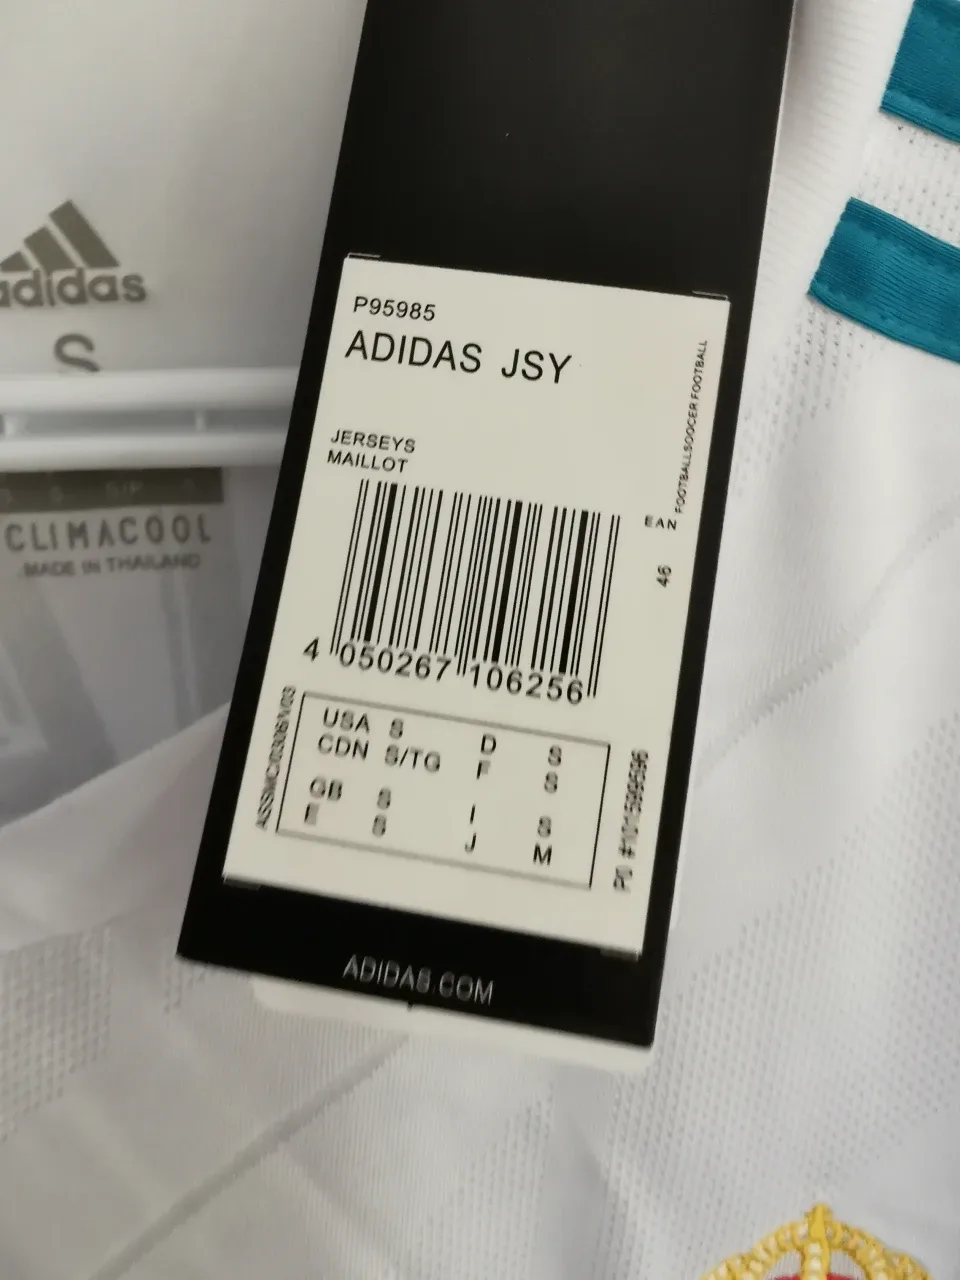 adidas
S
CLIMACOOL
MADE IN THAILAND
P95985
ADIDAS JSY
FOOTBALL/SOCCER FOOTBALL
JERSEYS
MAILLOT
EAN
46
4 050267 106256
USA S D S
CDN S/TG F S
GB S I S
E S J M
ADIDAS.COM